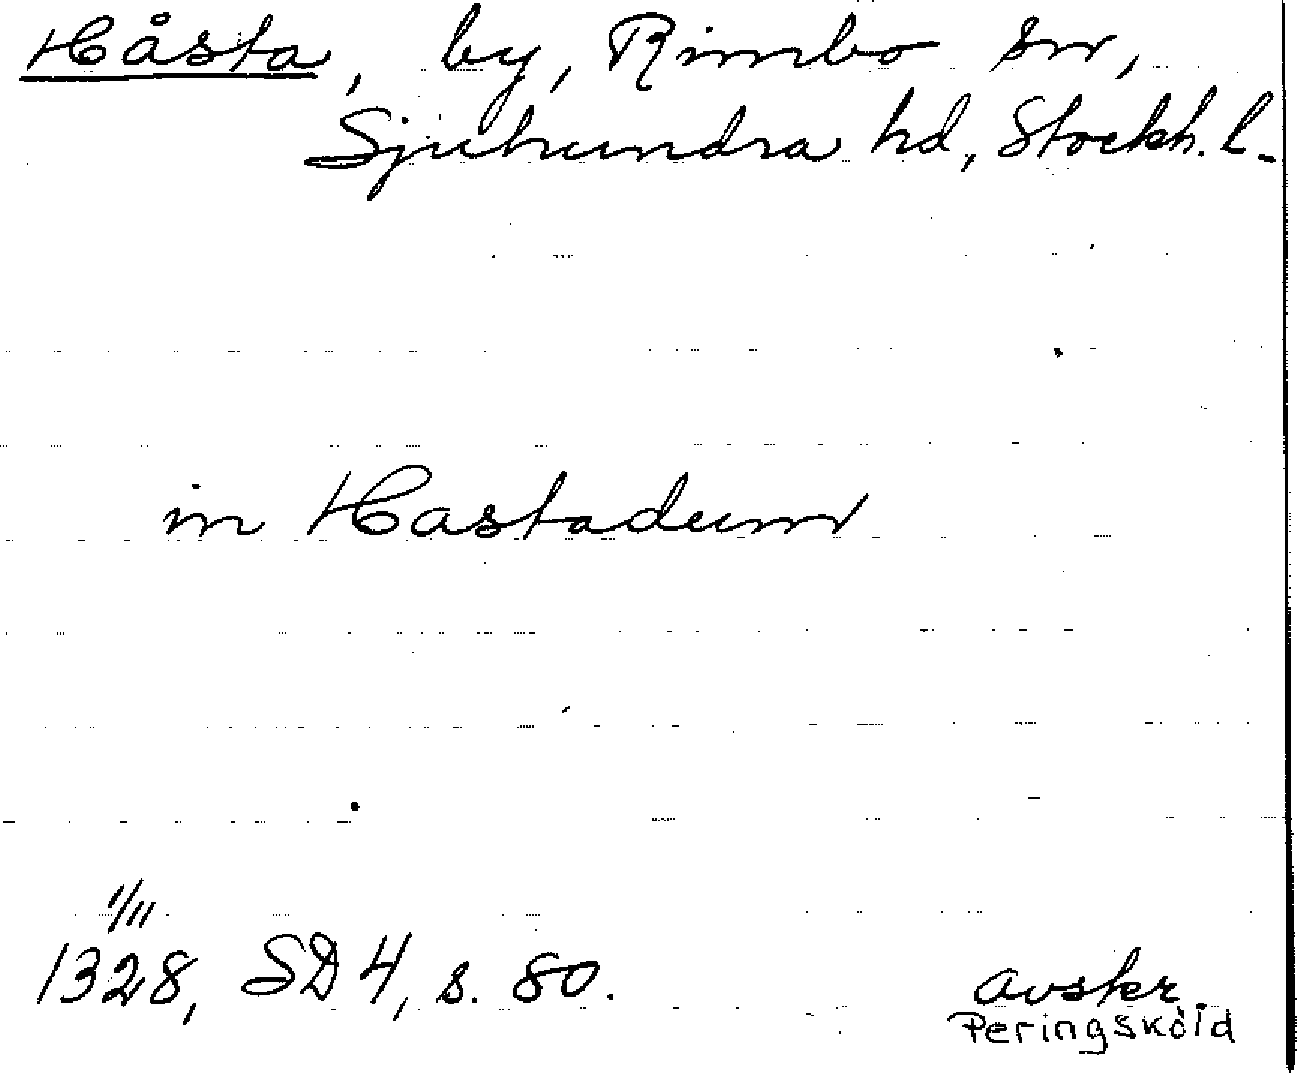 Håsta, by, Rimbo sn,
Sjuhundra hd, Stockh. l.
in Hastadum
1/11
1328, SD 4, s. 80.
avskr.
Peringsköld